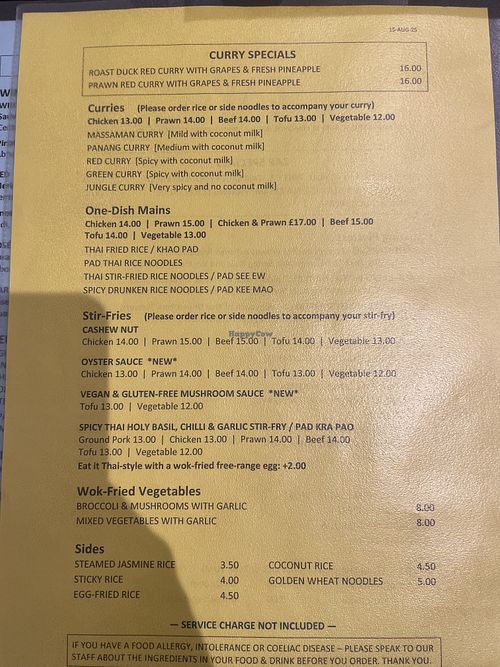 15-AUG-25
CURRY SPECIALS
ROAST DUCK RED CURRY WITH GRAPES & FRESH PINEAPPLE 16.00
PRAWN RED CURRY WITH GRAPES & FRESH PINEAPPLE 16.00
Curries (Please order rice or side noodles to accompany your curry)
Chicken 13.00 | Prawn 14.00 | Beef 14.00 | Tofu 13.00 | Vegetable 12.00
MASSAMAN CURRY [Mild with coconut milk]
PANANG CURRY [Medium with coconut milk]
RED CURRY [Spicy with coconut milk]
GREEN CURRY [Spicy with coconut milk]
JUNGLE CURRY [Very spicy and no coconut milk]
One-Dish Mains
Chicken 14.00 | Prawn 15.00 | Chicken & Prawn £17.00 | Beef 15.00
Tofu 14.00 | Vegetable 13.00
THAI FRIED RICE / KHAO PAD
PAD THAI RICE NOODLES
THAI STIR-FRIED RICE NOODLES / PAD SEE EW
SPICY DRUNKEN RICE NOODLES / PAD KEE MAO
Stir-Fries (Please order rice or side noodles to accompany your stir-fry)
CASHEW NUT
Chicken 14.00 | Prawn 15.00 | Beef 15.00 | Tofu 14.00 | Vegetable 13.00
HappyCow
OYSTER SAUCE *NEW*
Chicken 13.00 | Prawn 14.00 | Beef 14.00 | Tofu 13.00 | Vegetable 12.00
VEGAN & GLUTEN-FREE MUSHROOM SAUCE *NEW*
Tofu 13.00 | Vegetable 12.00
SPICY THAI HOLY BASIL, CHILLI & GARLIC STIR-FRY / PAD KRA PAO
Ground Pork 13.00 | Chicken 13.00 | Prawn 14.00 | Beef 14.00
Tofu 13.00 | Vegetable 12.00
Eat it Thai-style with a wok-fried free-range egg: +2.00
Wok-Fried Vegetables
BROCCOLI & MUSHROOMS WITH GARLIC 8.00
MIXED VEGETABLES WITH GARLIC 8.00
Sides
STEAMED JASMINE RICE 3.50 COCONUT RICE 4.50
STICKY RICE 4.00 GOLDEN WHEAT NOODLES 5.00
EGG-FRIED RICE 4.50
— SERVICE CHARGE NOT INCLUDED —
IF YOU HAVE A FOOD ALLERGY, INTOLERANCE OR COELIAC DISEASE – PLEASE SPEAK TO OUR
STAFF ABOUT THE INGREDIENTS IN YOUR FOOD & DRINK BEFORE YOU ORDER. THANK YOU.